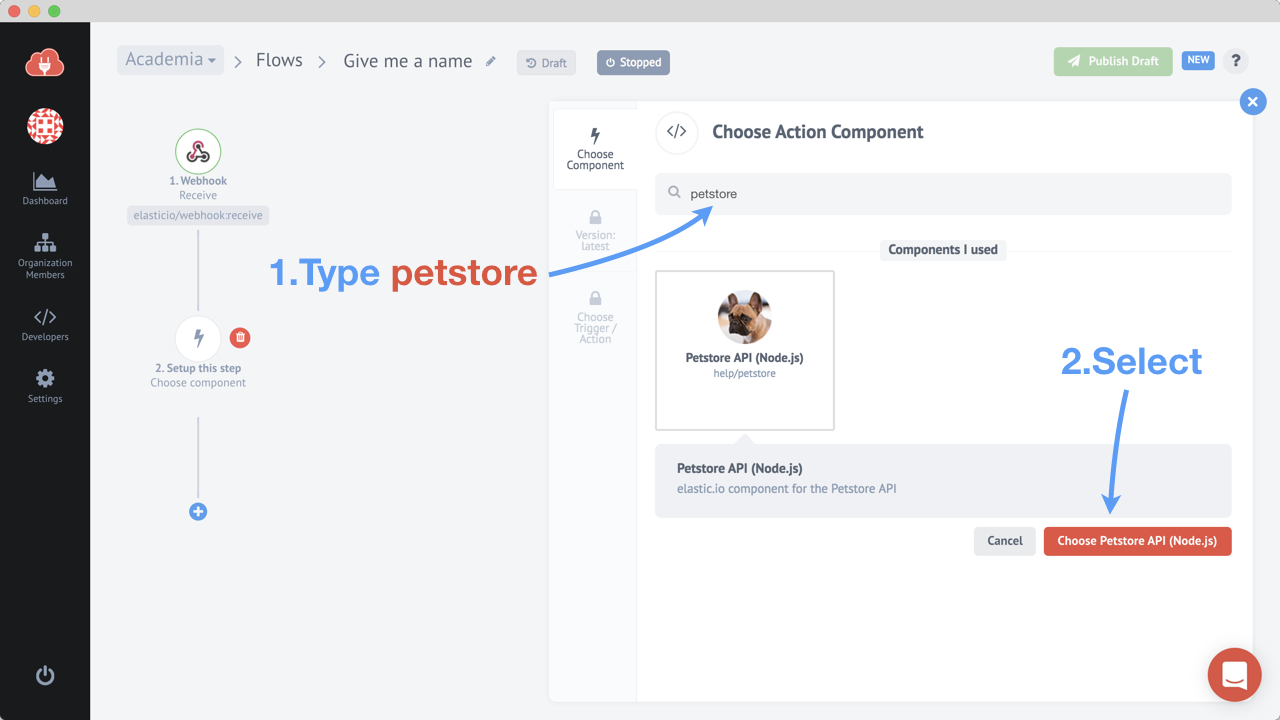 Academia
Flows
Give me a name
Draft
Stopped
Publish Draft
NEW
?
Dashboard
Organization
Members
Developers
Settings
1. Webhook
Receive
elasticio/webhook:receive
2. Setup this step
Choose component
Choose
Component
Version:
latest
Choose
Trigger /
Action
</> Choose Action Component
petstore
1.Type petstore
Components I used
Petstore API (Node.js)
help/petstore
2.Select
Petstore API (Node.js)
elastic.io component for the Petstore API
Cancel
Choose Petstore API (Node.js)